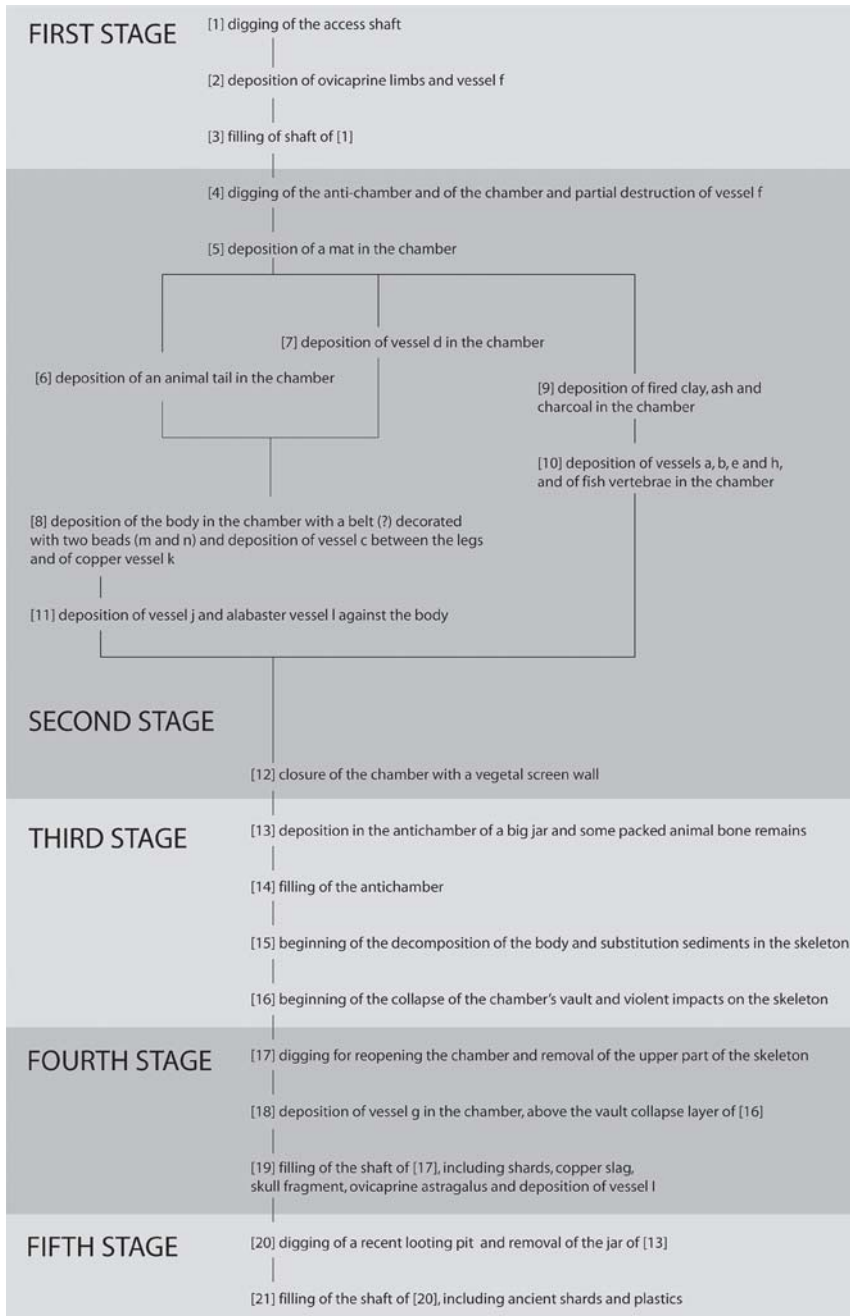 FIRST STAGE
[1] digging of the access shaft
[2] deposition of ovicaprine limbs and vessel f
[3] filling of shaft of [1]
[4] digging of the anti-chamber and of the chamber and partial destruction of vessel f
[5] deposition of a mat in the chamber
[7] deposition of vessel d in the chamber
[6] deposition of an animal tail in the chamber
[9] deposition of fired clay, ash and
charcoal in the chamber
[10] deposition of vessels a, b, e and h,
and of fish vertebrae in the chamber
[8] deposition of the body in the chamber with a belt (?) decorated
with two beads (m and n) and deposition of vessel c between the legs
and of copper vessel k
[11] deposition of vessel j and alabaster vessel l against the body
SECOND STAGE
[12] closure of the chamber with a vegetal screen wall
THIRD STAGE
[13] deposition in the antichamber of a big jar and some packed animal bone remains
[14] filling of the antichamber
[15] beginning of the decomposition of the body and substitution sediments in the skeleton
[16] beginning of the collapse of the chamber's vault and violent impacts on the skeleton
FOURTH STAGE
[17] digging for reopening the chamber and removal of the upper part of the skeleton
[18] deposition of vessel g in the chamber, above the vault collapse layer of [16]
[19] filling of the shaft of [17], including shards, copper slag,
skull fragment, ovicaprine astragalus and deposition of vessel I
FIFTH STAGE
[20] digging of a recent looting pit and removal of the jar of [13]
[21] filling of the shaft of [20], including ancient shards and plastics